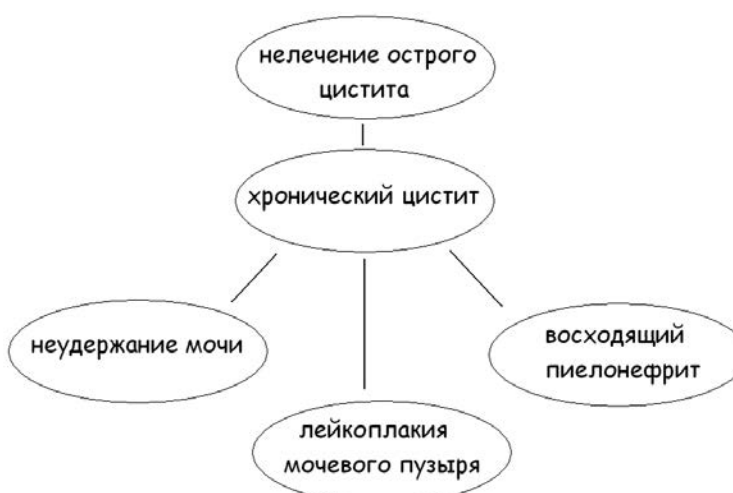 нелечение острого
цистита
хронический цистит
неудержание мочи
восходящий
пиелонефрит
лейкоплакия
мочевого пузыря